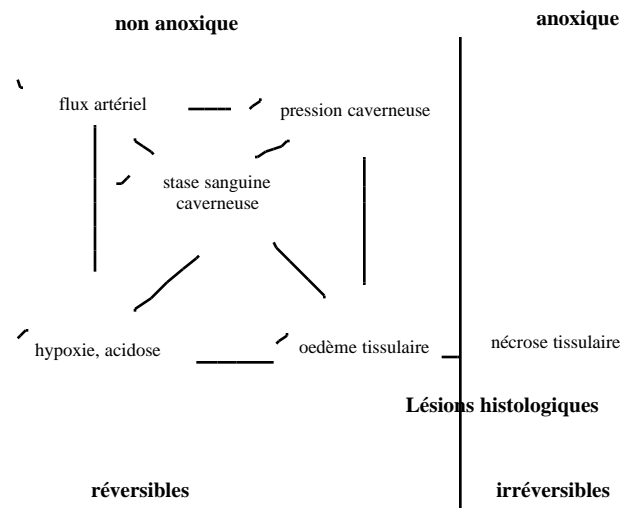 non anoxique
anoxique
flux artériel
pression caverneuse
stase sanguine
caverneuse
hypoxie, acidose
oedème tissulaire
nécrose tissulaire
Lésions histologiques
réversibles
irréversibles